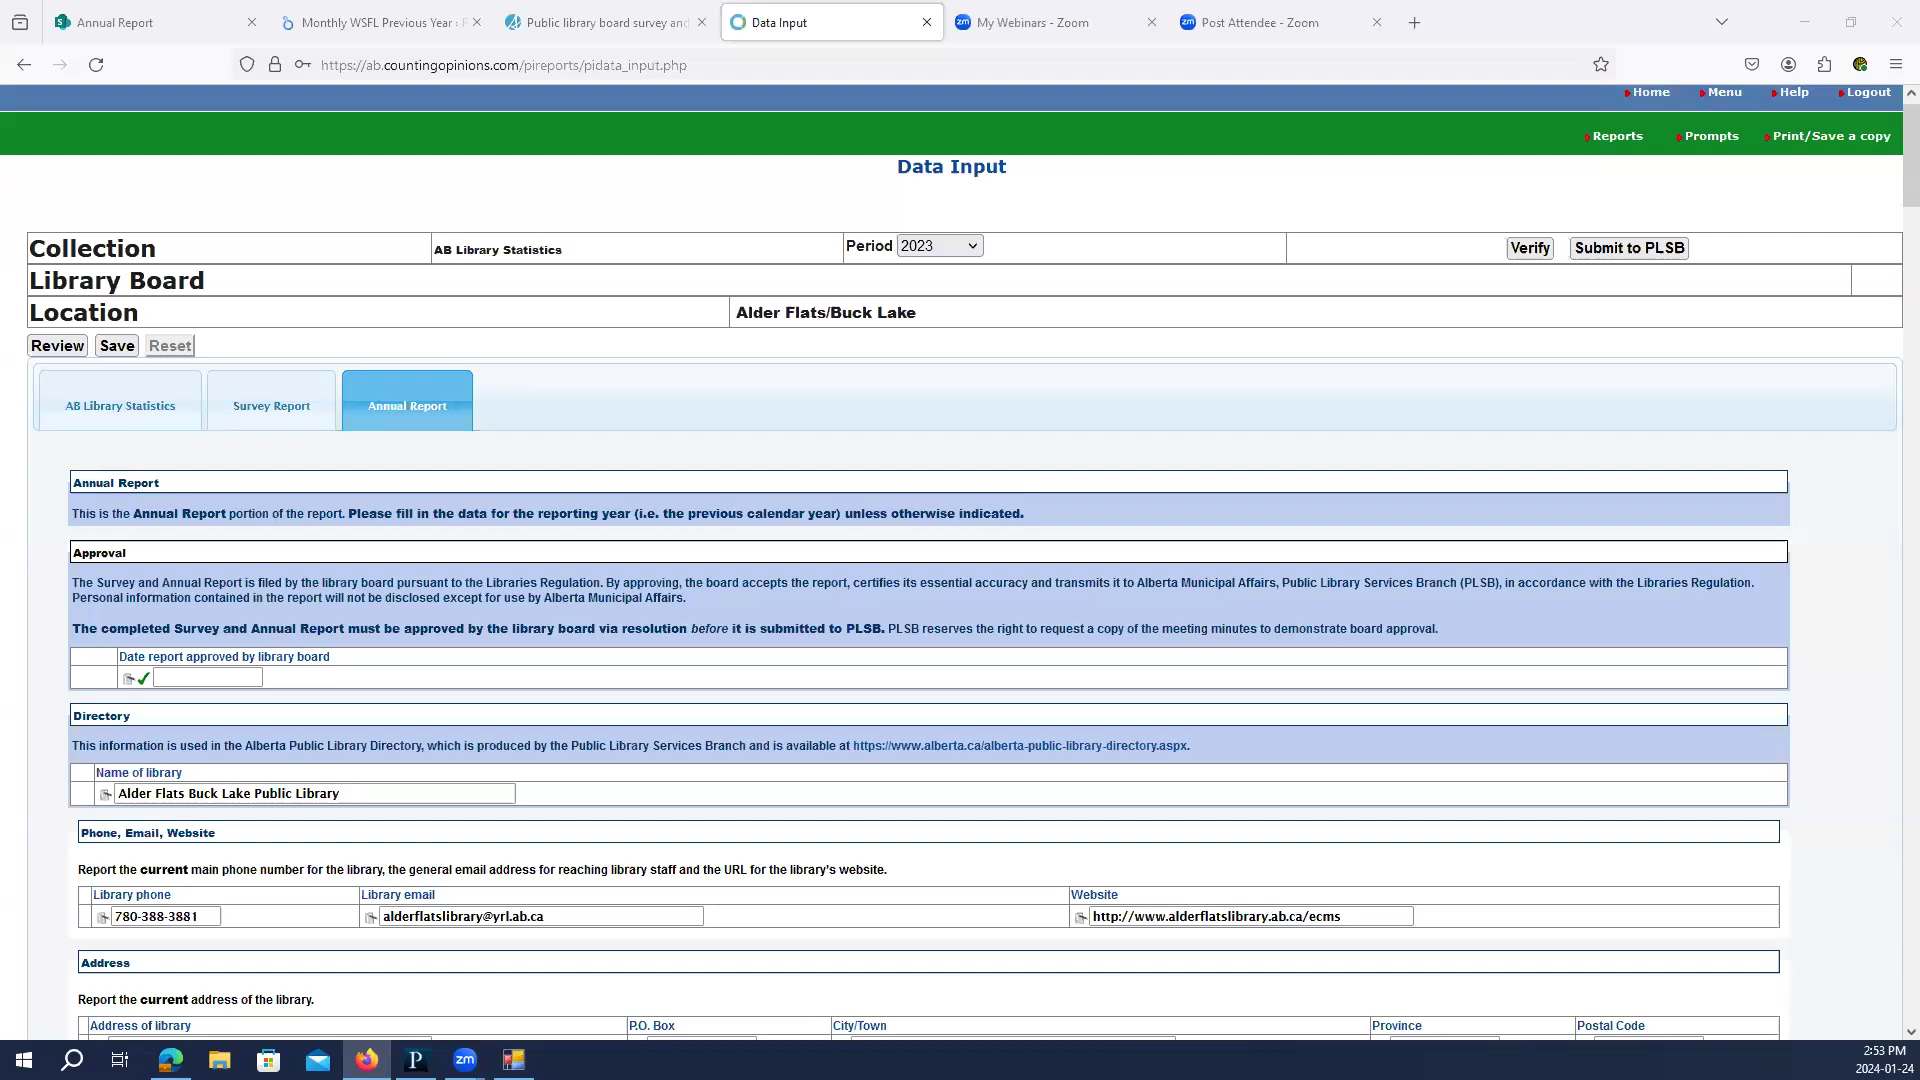 Annual Report
Monthly WSFL Previous Year
Public library board survey and
Data Input
My Webinars - Zoom
Post Attendee - Zoom
https://ab.countingopinions.com/pireports/pidata_input.php
Home Menu Help Logout
Reports Prompts Print/Save a copy
Data Input
Collection AB Library Statistics Period 2023 Verify Submit to PLSB
Library Board
Location Alder Flats/Buck Lake
Review Save Reset
AB Library Statistics Survey Report Annual Report
Annual Report
This is the Annual Report portion of the report. Please fill in the data for the reporting year (i.e. the previous calendar year) unless otherwise indicated.
Approval
The Survey and Annual Report is filed by the library board pursuant to the Libraries Regulation. By approving, the board accepts the report, certifies its essential accuracy and transmits it to Alberta Municipal Affairs, Public Library Services Branch (PLSB), in accordance with the Libraries Regulation.
Personal information contained in the report will not be disclosed except for use by Alberta Municipal Affairs.
The completed Survey and Annual Report must be approved by the library board via resolution before it is submitted to PLSB. PLSB reserves the right to request a copy of the meeting minutes to demonstrate board approval.
Date report approved by library board
Directory
This information is used in the Alberta Public Library Directory, which is produced by the Public Library Services Branch and is available at https://www.alberta.ca/alberta-public-library-directory.aspx.
Name of library
Alder Flats Buck Lake Public Library
Phone, Email, Website
Report the current main phone number for the library, the general email address for reaching library staff and the URL for the library's website.
Library phone Library email Website
780-388-3881 alderflatslibrary@yrl.ab.ca http://www.alderflatslibrary.ab.ca/ecms
Address
Report the current address of the library.
Address of library P.O. Box City/Town Province Postal Code
2:53 PM
2024-01-24